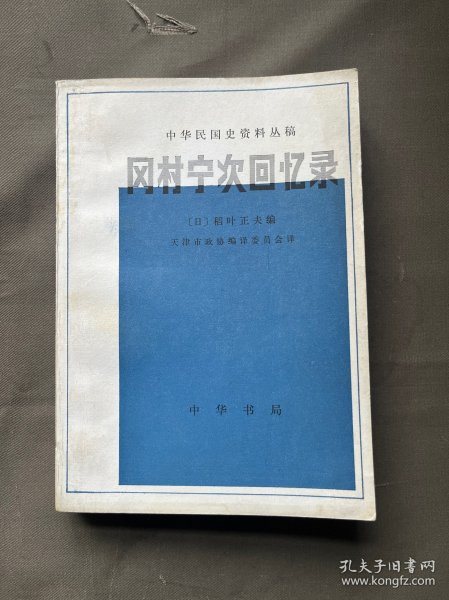 中华民国史资料丛稿
冈村宁次回忆录
〔日〕稻叶正夫编
天津市政协编译委员会译
中华书局
孔夫子旧书网
www.kongfz.com